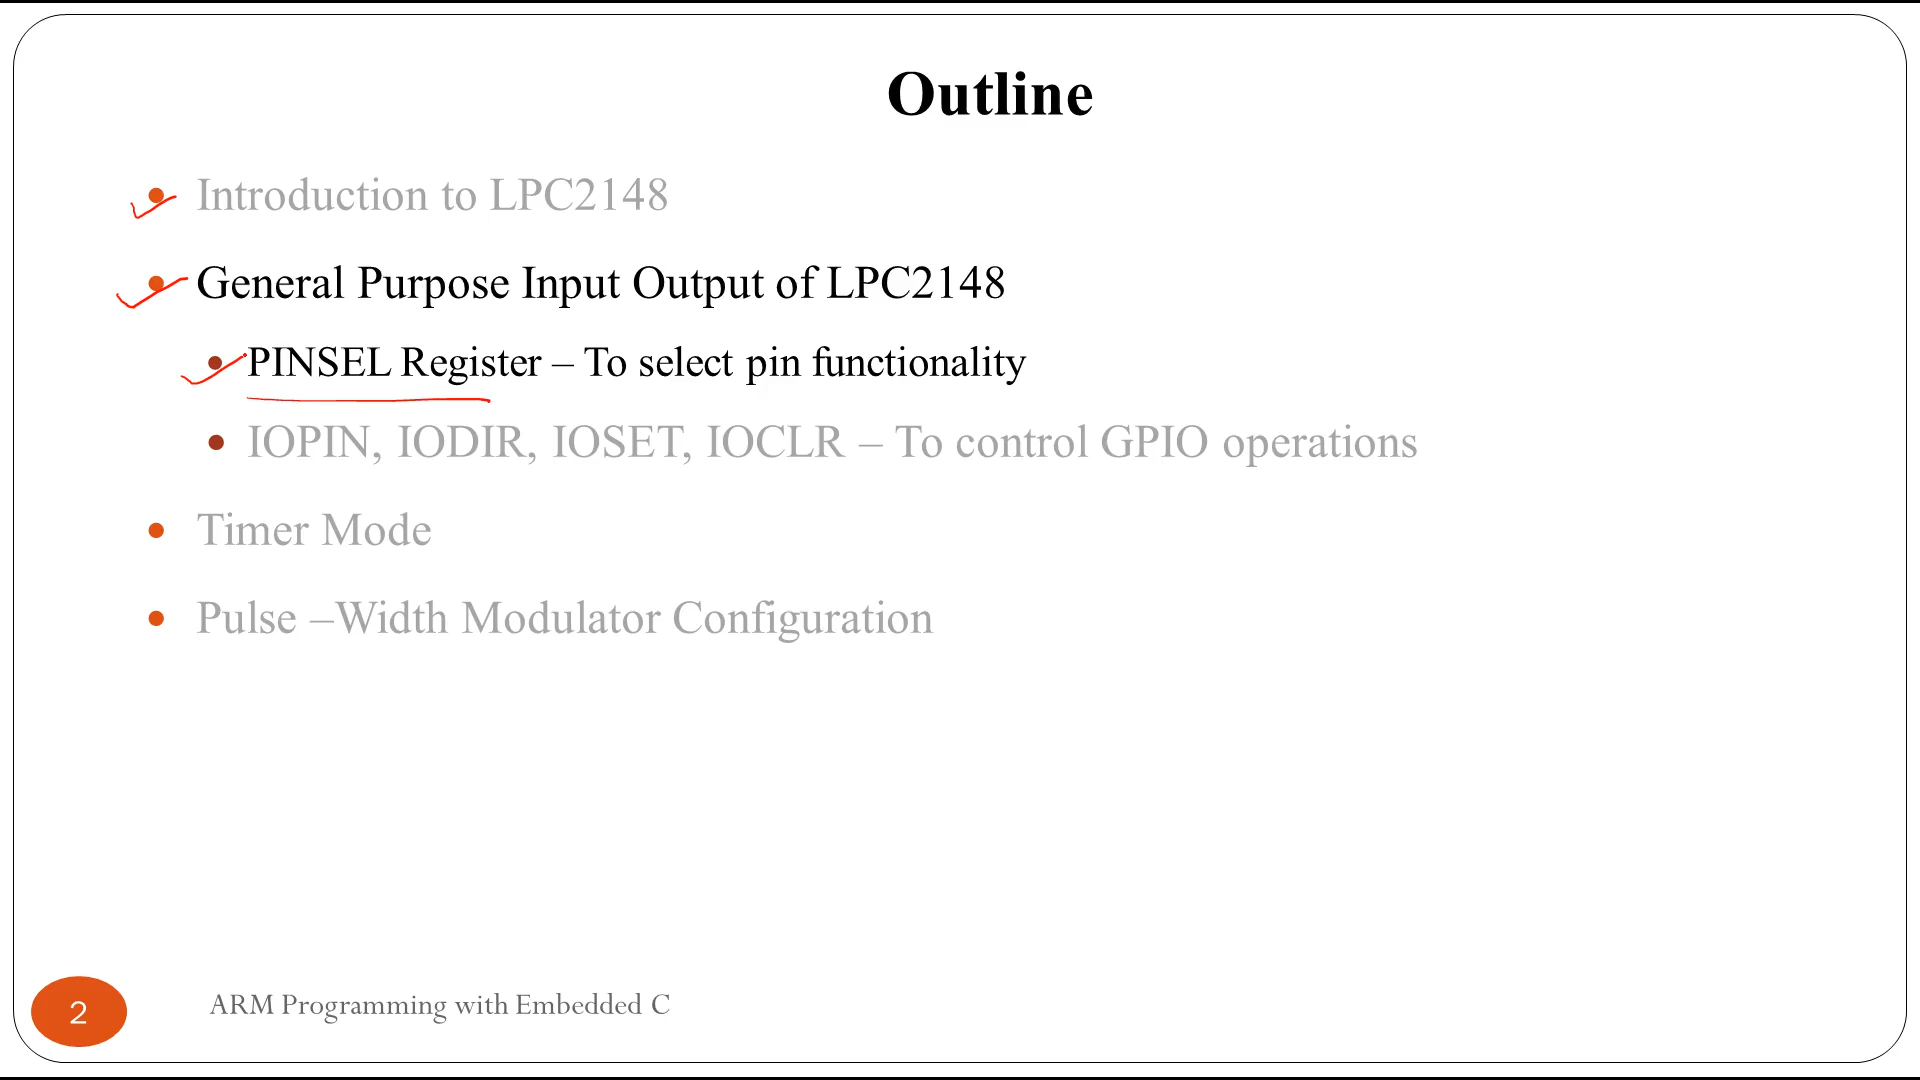 Outline
Introduction to LPC2148
General Purpose Input Output of LPC2148
PINSEL Register – To select pin functionality
IOPIN, IODIR, IOSET, IOCLR – To control GPIO operations
Timer Mode
Pulse –Width Modulator Configuration
2
ARM Programming with Embedded C